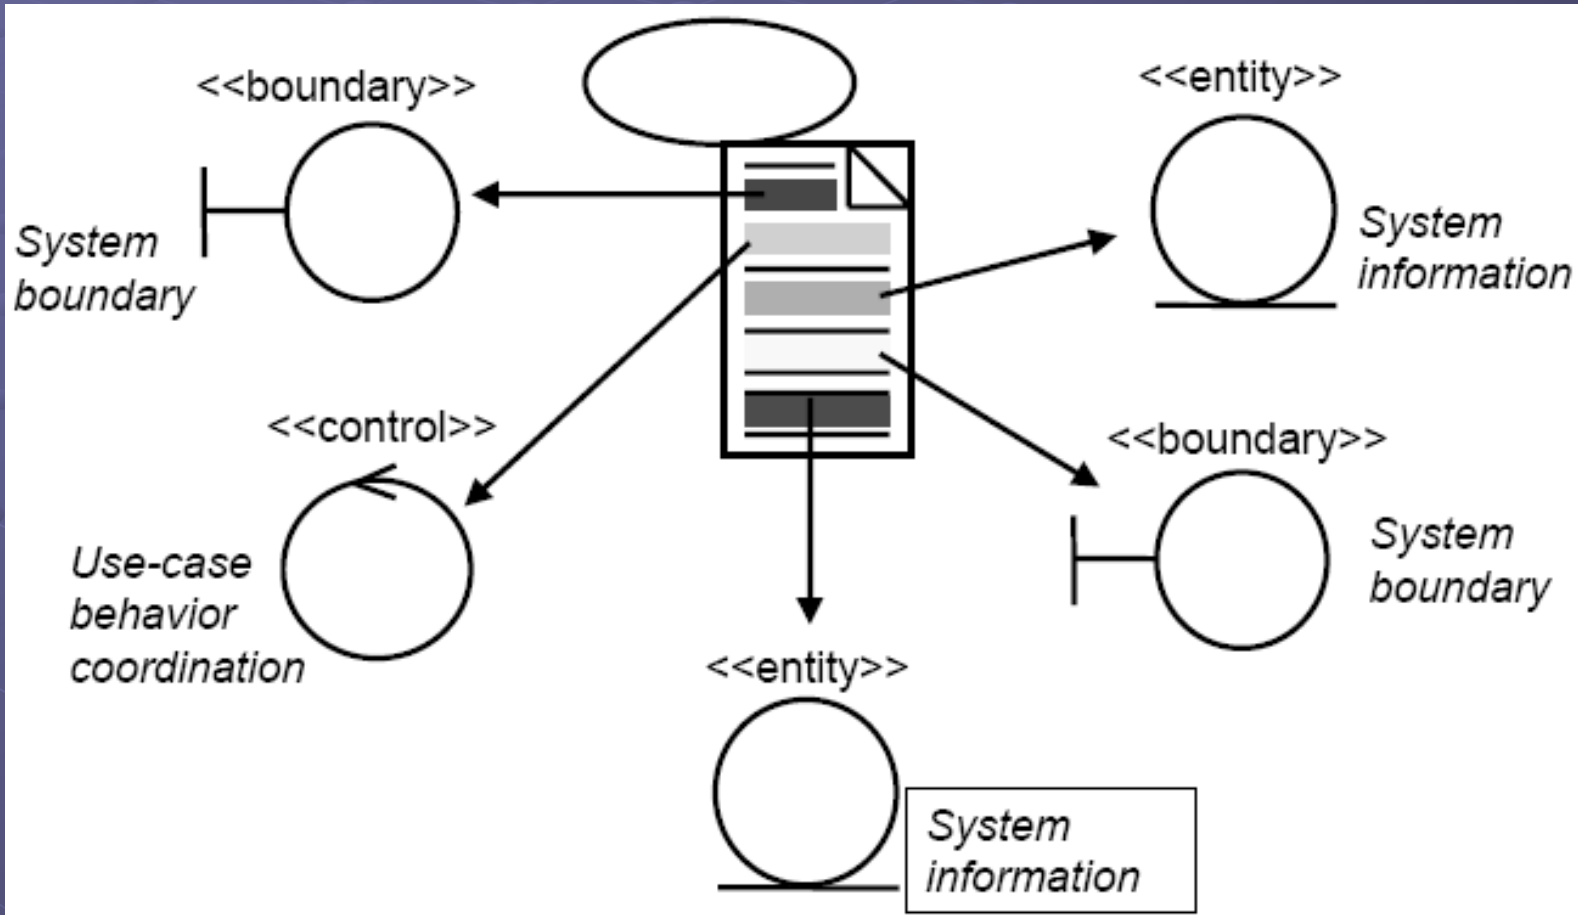 <<boundary>>
System
boundary
<<entity>>
System
information
<<control>>
Use-case
behavior
coordination
<<boundary>>
System
boundary
<<entity>>
System
information